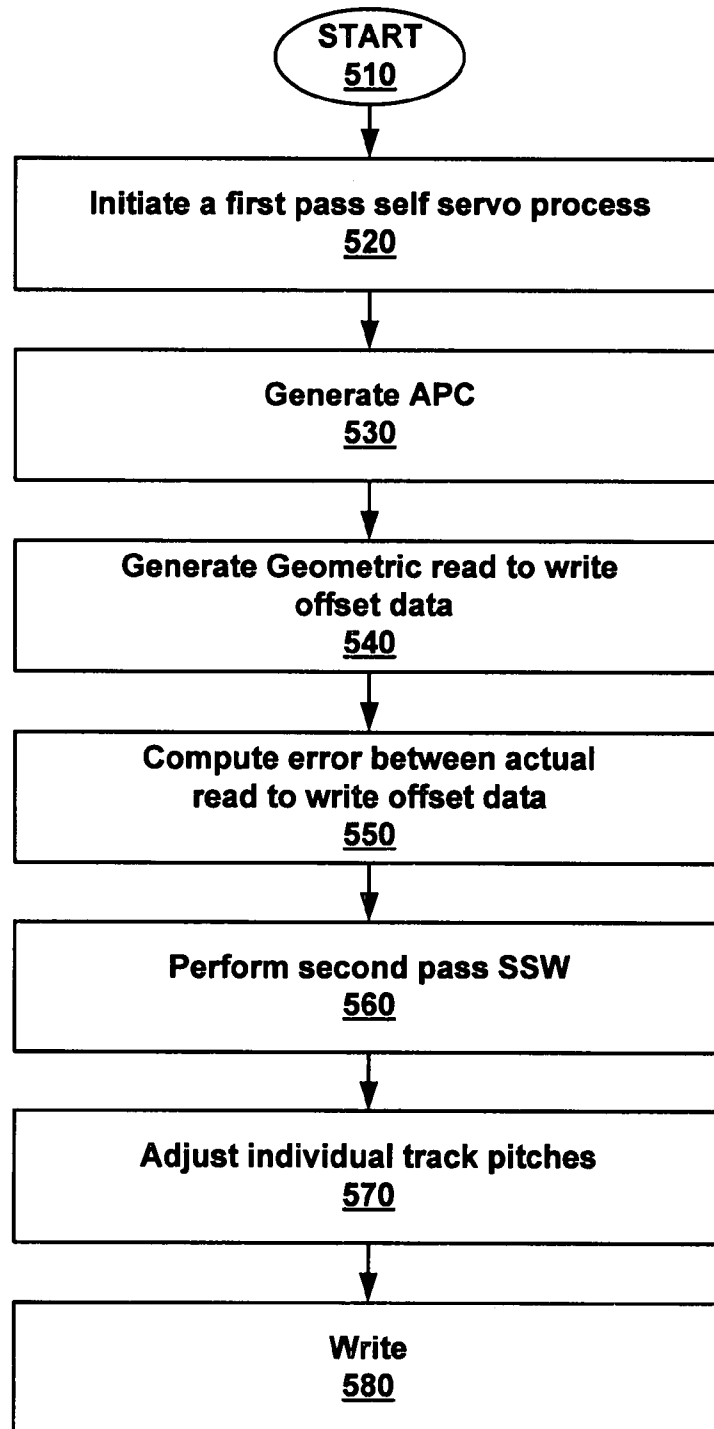 START
510
Initiate a first pass self servo process
520
Generate APC
530
Generate Geometric read to write
offset data
540
Compute error between actual
read to write offset data
550
Perform second pass SSW
560
Adjust individual track pitches
570
Write
580